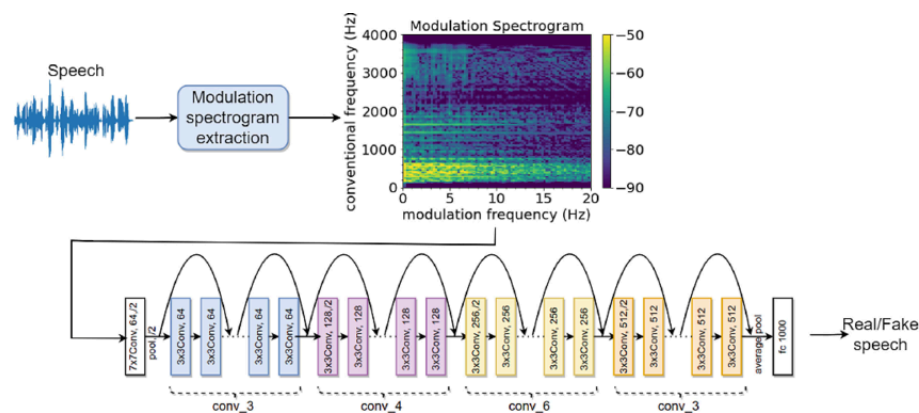 Speech
Modulation
spectrogram
extraction
Modulation Spectrogram
conventional frequency (Hz)
4000
3000
2000
1000
0
0
5
10
15
20
modulation frequency (Hz)
−50
−60
−70
−80
−90
7x7Conv, 64,/2
pool,/2
3x3Conv, 64
3x3Conv, 64
3x3Conv, 64
3x3Conv, 64
3x3Conv, 128,/2
3x3Conv, 128
3x3Conv, 128
3x3Conv, 128
3x3Conv, 256,/2
3x3Conv, 256
3x3Conv, 256
3x3Conv, 256
3x3Conv, 512,/2
3x3Conv, 512
3x3Conv, 512
3x3Conv, 512
average pool
fc 1000
Real/Fake
speech
conv_3
conv_4
conv_6
conv_3